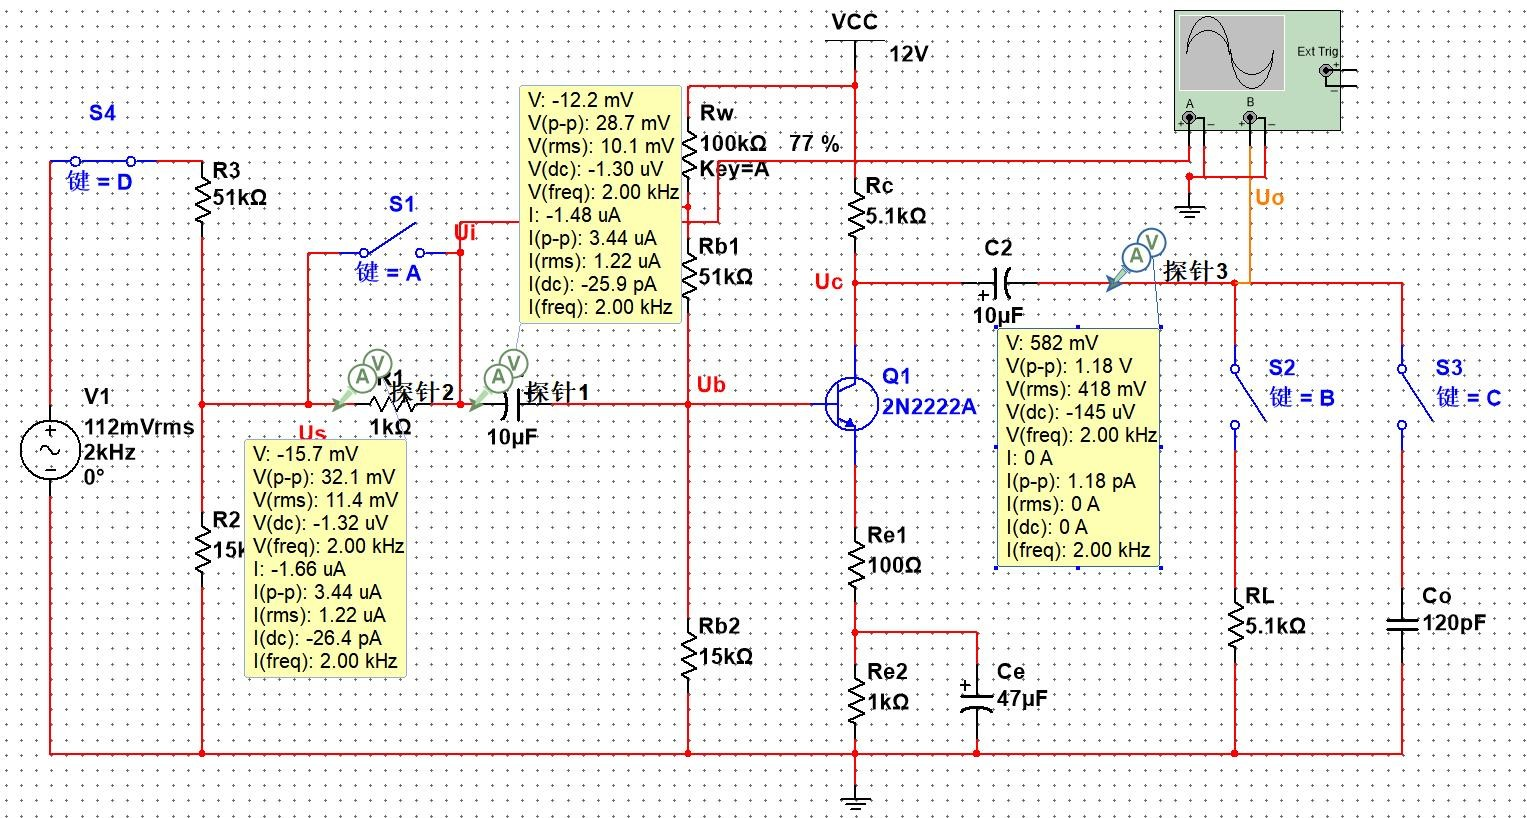 VCC
12V
Ext Trig
A
B
S4
键 = D
R3
51kΩ
S1
键 = A
Ui
V: -12.2 mV
V(p-p): 28.7 mV
V(rms): 10.1 mV
V(dc): -1.30 uV
V(freq): 2.00 kHz
I: -1.48 uA
I(p-p): 3.44 uA
I(rms): 1.22 uA
I(dc): -25.9 pA
I(freq): 2.00 kHz
Rw
100kΩ 77 %
Key=A
Rb1
51kΩ
Rc
5.1kΩ
Uo
Uc
C2
10μF
A
V
探针3
V: 582 mV
V(p-p): 1.18 V
V(rms): 418 mV
V(dc): -145 uV
V(freq): 2.00 kHz
I: 0 A
I(p-p): 1.18 pA
I(rms): 0 A
I(dc): 0 A
I(freq): 2.00 kHz
S2
键 = B
S3
键 = C
V1
112mVrms
2kHz
0°
A
V
R1
探针2
1kΩ
Us
A
V
探针1
10μF
Ub
Q1
2N2222A
V: -15.7 mV
V(p-p): 32.1 mV
V(rms): 11.4 mV
V(dc): -1.32 uV
V(freq): 2.00 kHz
I: -1.66 uA
I(p-p): 3.44 uA
I(rms): 1.22 uA
I(dc): -26.4 pA
I(freq): 2.00 kHz
R2
Re1
100Ω
Rb2
15kΩ
Re2
1kΩ
Ce
47μF
RL
5.1kΩ
Co
120pF